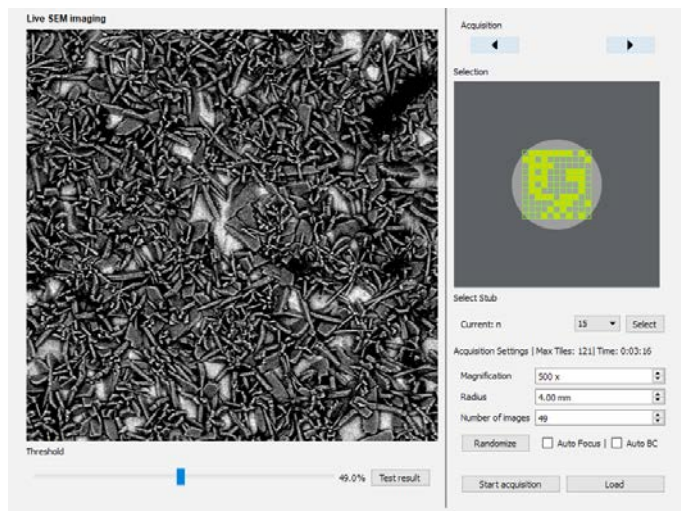 Live SEM imaging
Threshold
49.0%
Test result
Acquisition
Selection
Select Stub
Current: n
15
Select
Acquisition Settings | Max Tiles: 121| Time: 0:03:16
Magnification
500 x
Radius
4.00 mm
Number of images
49
Randomize
Auto Focus |
Auto BC
Start acquisition
Load